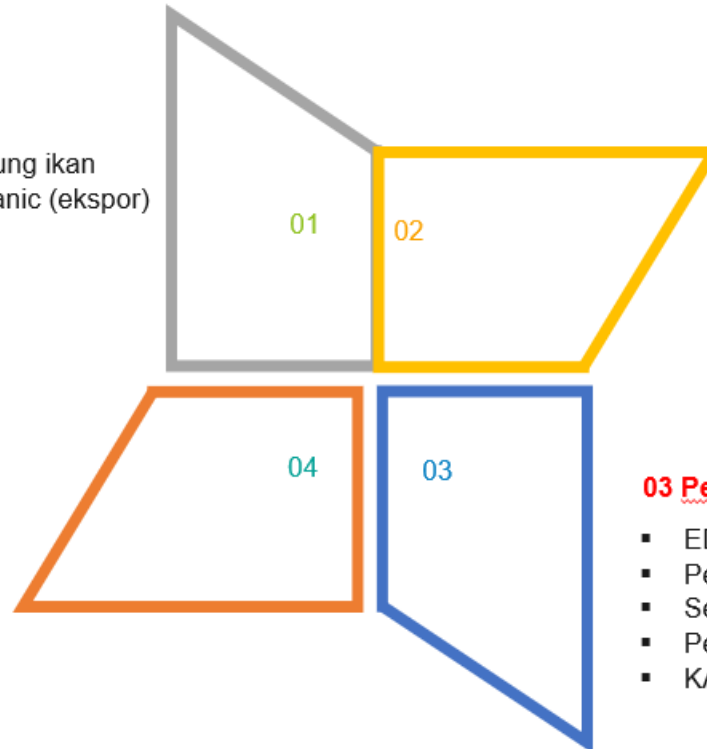 ung ikan
anic (ekspor)
01
02
04
03
03 Pe
▪ El
▪ Pe
▪ Se
▪ Pe
▪ KA